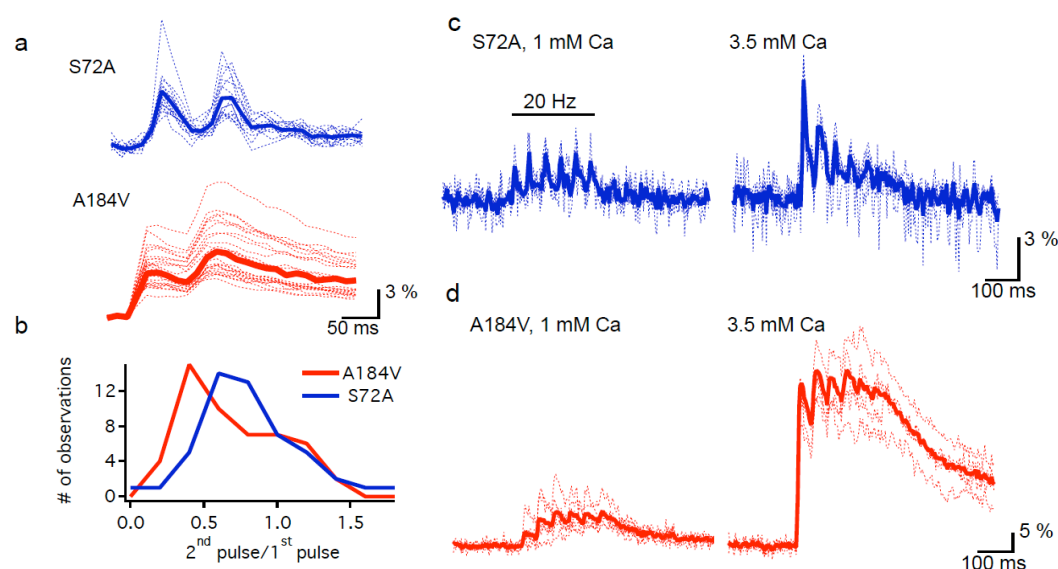 a
S72A
A184V
3 %
50 ms
b
# of observations
12
8
4
0
A184V
S72A
0.0 0.5 1.0 1.5
2nd pulse/1st pulse
c
S72A, 1 mM Ca 3.5 mM Ca
20 Hz
3 %
100 ms
d
A184V, 1 mM Ca 3.5 mM Ca
5 %
100 ms